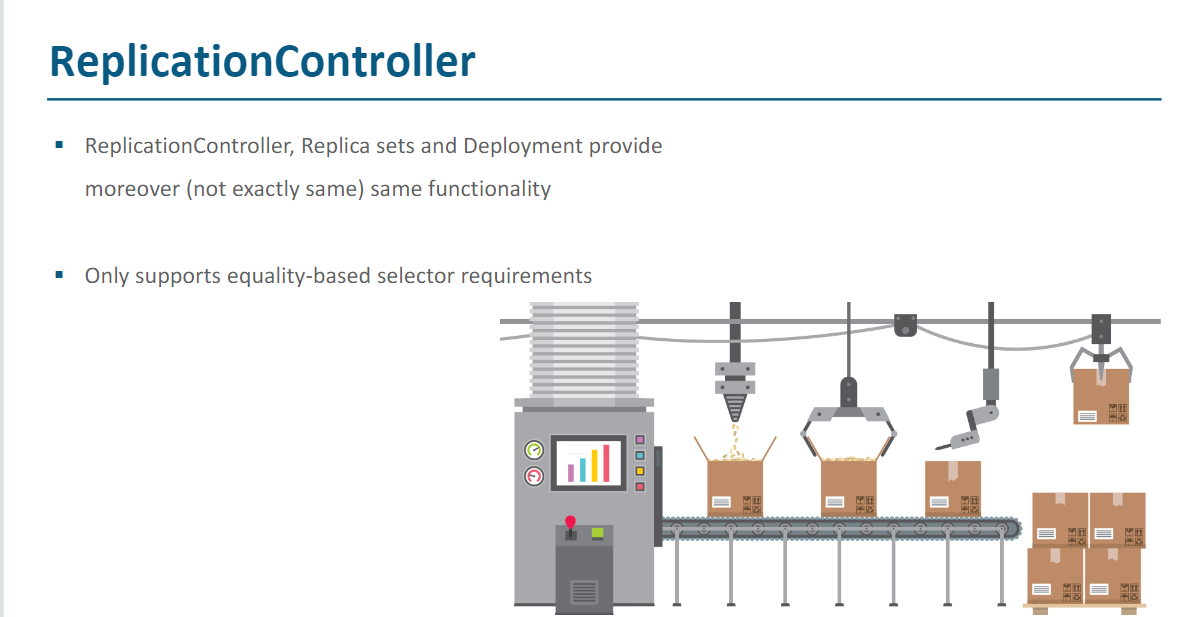 ReplicationController
▪ ReplicationController, Replica sets and Deployment provide
moreover (not exactly same) same functionality
▪ Only supports equality-based selector requirements